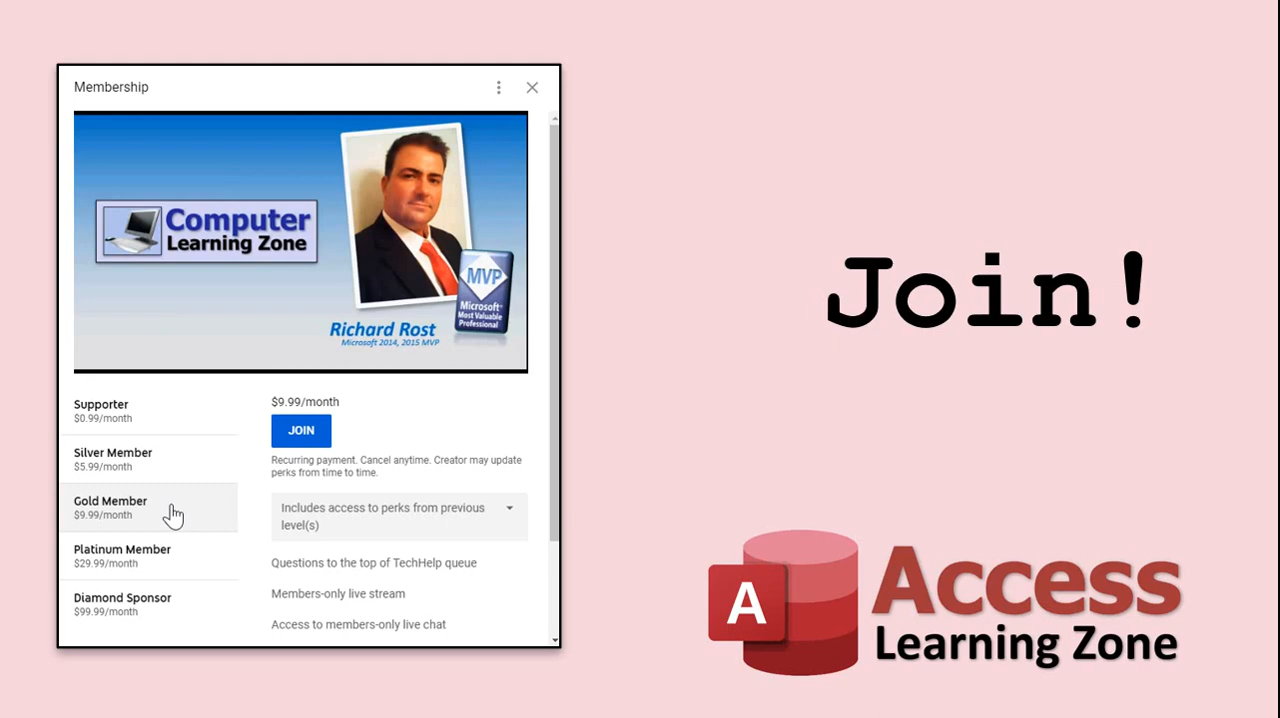 Membership
Computer
Learning Zone
MVP
Microsoft®
Most Valuable
Professional
Richard Rost
Microsoft 2014, 2015 MVP
Supporter
$0.99/month
Silver Member
$5.99/month
Gold Member
$9.99/month
Platinum Member
$29.99/month
Diamond Sponsor
$99.99/month
$9.99/month
JOIN
Recurring payment. Cancel anytime. Creator may update
perks from time to time.
Includes access to perks from previous
level(s)
Questions to the top of TechHelp queue
Members-only live stream
Access to members-only live chat
Join!
A
Access
Learning Zone